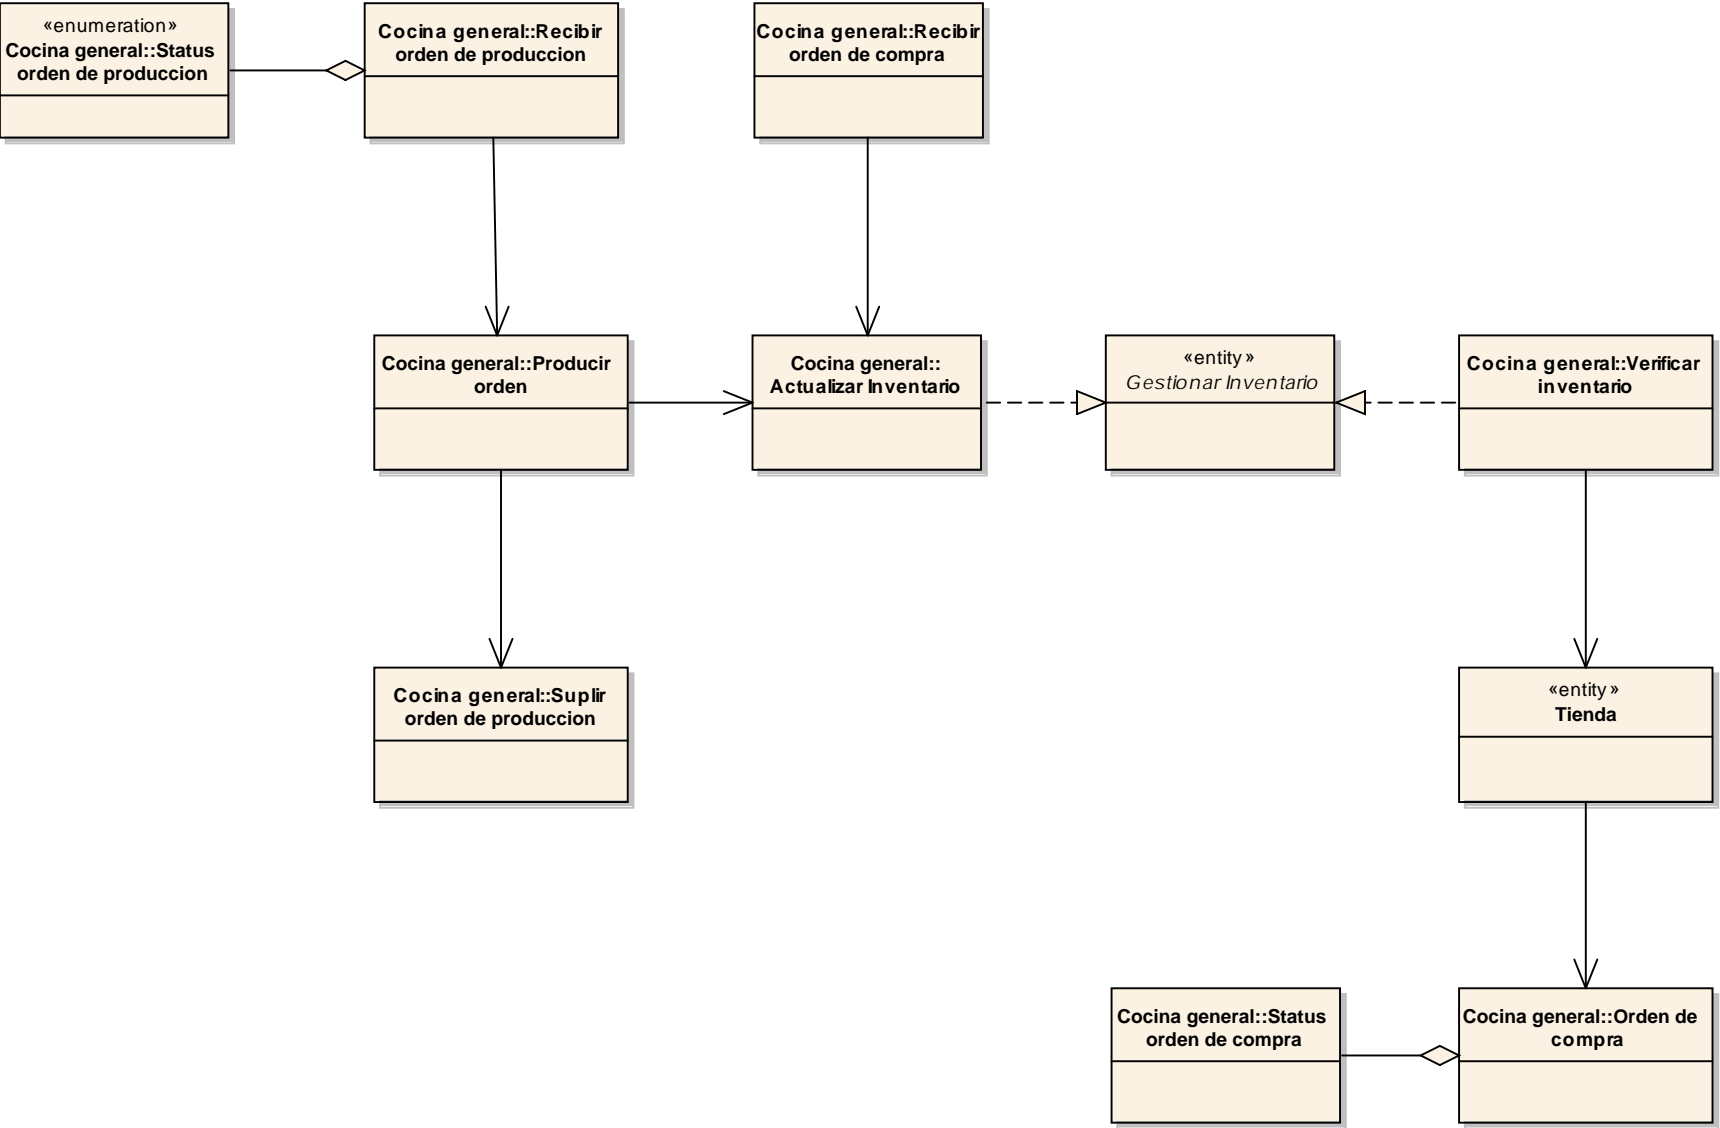 «enumeration»
Cocina general::Status
orden de produccion
Cocina general::Recibir
orden de produccion
Cocina general::Recibir
orden de compra
Cocina general::Producir
orden
Cocina general::
Actualizar Inventario
«entity»
Gestionar Inventario
Cocina general::Verificar
inventario
Cocina general::Suplir
orden de produccion
«entity»
Tienda
Cocina general::Status
orden de compra
Cocina general::Orden de
compra